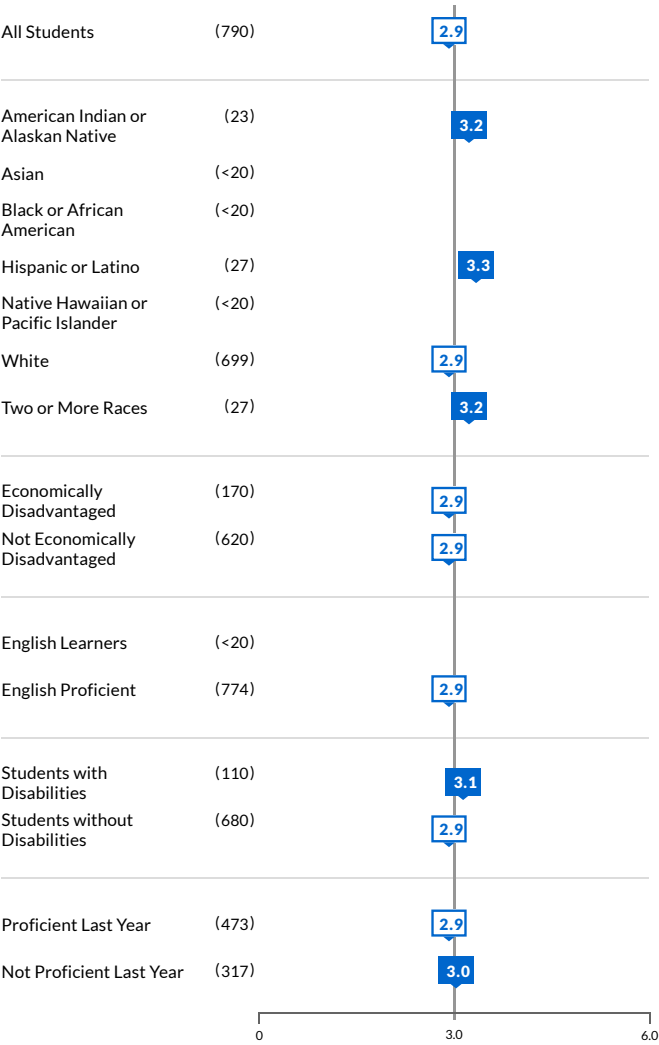 All Students (790) 2.9
American Indian or (23)
Alaskan Native 3.2
Asian (<20)
Black or African (<20)
American
Hispanic or Latino (27) 3.3
Native Hawaiian or (<20)
Pacific Islander
White (699) 2.9
Two or More Races (27) 3.2
Economically (170)
Disadvantaged 2.9
Not Economically (620) 2.9
Disadvantaged
English Learners (<20)
English Proficient (774) 2.9
Students with (110) 3.1
Disabilities
Students without (680) 2.9
Disabilities
Proficient Last Year (473) 2.9
Not Proficient Last Year (317) 3.0
0 3.0 6.0